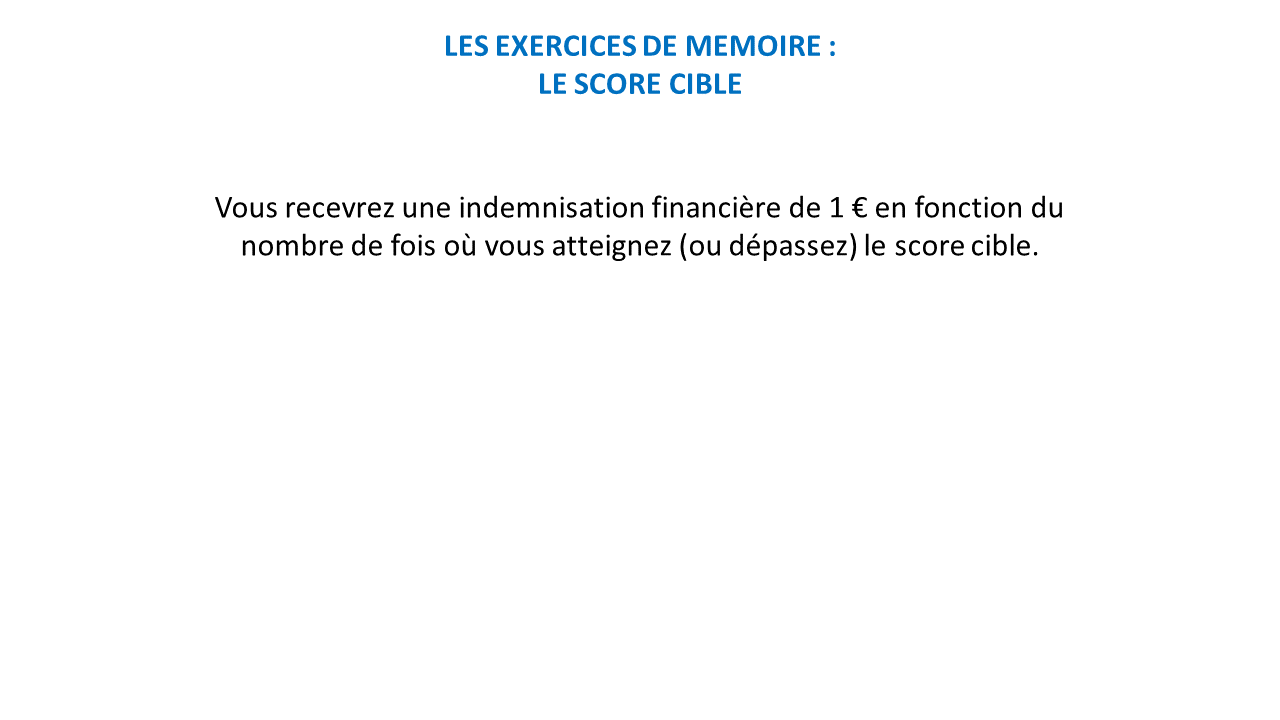 LES EXERCICES DE MEMOIRE :
LE SCORE CIBLE
Vous recevrez une indemnisation financière de 1 € en fonction du
nombre de fois où vous atteignez (ou dépassez) le score cible.